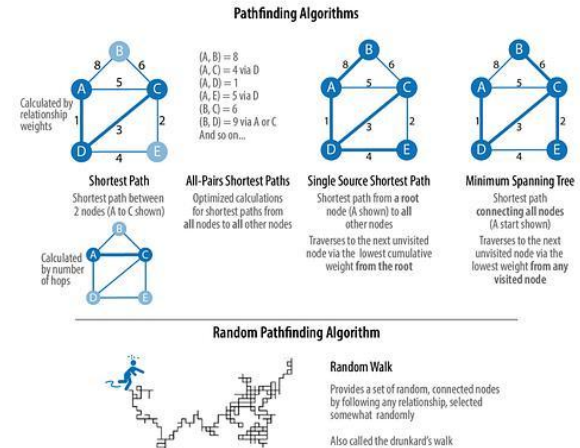 Pathfinding Algorithms
B
8
6
A
5
C
1
3
2
D
4
E
Calculated by
relationship
weights
Shortest Path
Shortest path between
2 nodes (A to C shown)
B
A
C
D
E
Calculated
by number
of hops
(A, B) = 8
(A, C) = 4 via D
(A, D) = 1
(A, E) = 5 via D
(B, C) = 6
(B, D) = 9 via A or C
And so on...
All-Pairs Shortest Paths
Optimized calculations
for shortest paths from
all nodes to all other nodes
B
8
6
A
5
C
1
3
2
D
4
E
Single Source Shortest Path
Shortest path from a root
node (A shown) to all
other nodes
Traverses to the next unvisited
node via the lowest cumulative
weight from the root
B
8
6
A
5
C
1
3
2
D
4
E
Minimum Spanning Tree
Shortest path
connecting all nodes
(A start shown)
Traverses to the next
unvisited node via the
lowest weight from any
visited node
Random Pathfinding Algorithm
Random Walk
Provides a set of random, connected nodes
by following any relationship, selected
somewhat randomly
Also called the drunkard's walk